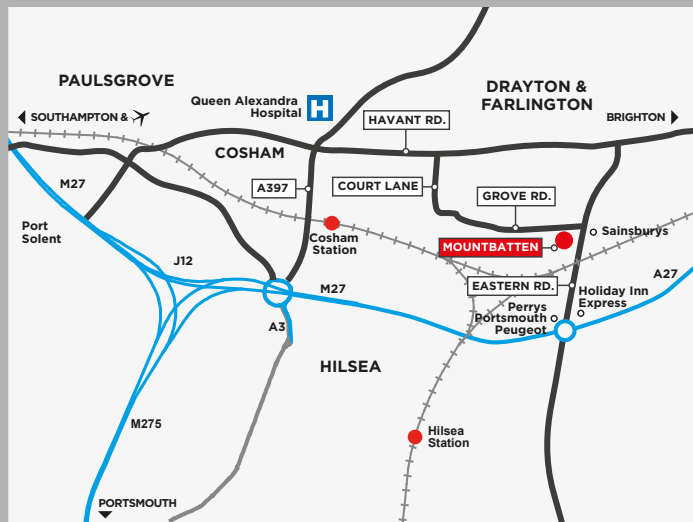 PAULSGROVE
DRAYTON &
FARLINGTON
Queen Alexandra
Hospital
H
SOUTHAMPTON &
HAVANT RD.
BRIGHTON
COSHAM
M27
A397
COURT LANE
GROVE RD.
Port
Solent
Cosham
Station
Sainsburys
MOUNTBATTEN
J12
M27
EASTERN RD.
A27
Holiday Inn
Express
Perrys
Portsmouth
Peugeot
A3
HILSEA
M275
Hilsea
Station
PORTSMOUTH